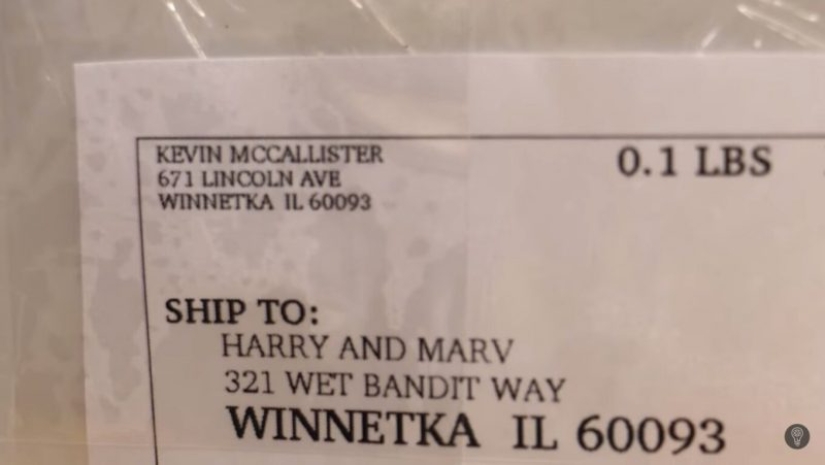 KEVIN MCCALLISTER
0.1 LBS
671 LINCOLN AVE
WINNETKA IL 60093
SHIP TO:
HARRY AND MARV
321 WET BANDIT WAY
WINNETKA IL 60093